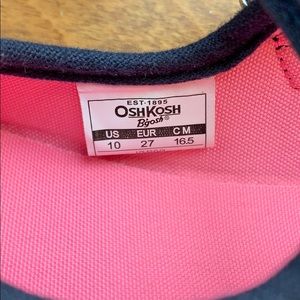 EST·1895
OSHKOSH
B'gosh®
US EUR CM
10 27 16.5